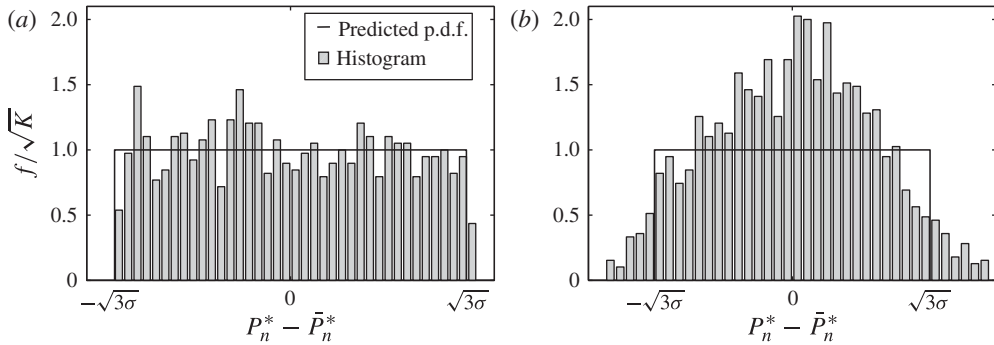 (a)
2.0
1.5
1.0
0.5
0
f/√K
Predicted p.d.f.
Histogram
−√3σ
0
√3σ
P*n − P̄*n
(b)
2.0
1.5
1.0
0.5
0
−√3σ
0
√3σ
P*n − P̄*n